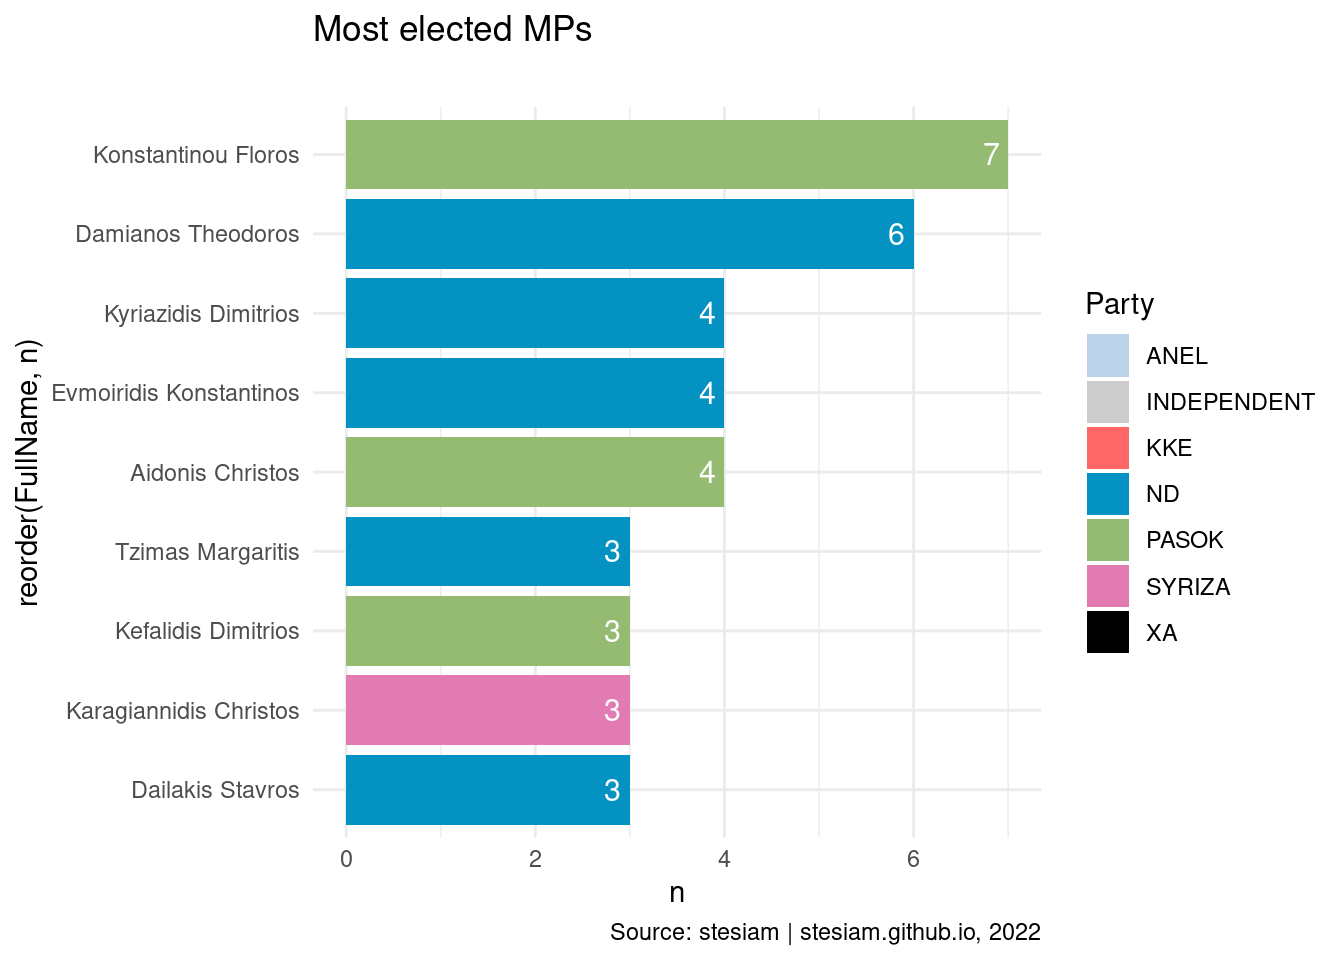 Most elected MPs
Konstantinou Floros
7
Damianos Theodoros
6
Kyriazidis Dimitrios
4
Evmoiridis Konstantinos
4
Aidonis Christos
4
Tzimas Margaritis
3
Kefalidis Dimitrios
3
Karagiannidis Christos
3
Dailakis Stavros
3
reorder(FullName, n)
0 2 4 6
n
Party
ANEL
INDEPENDENT
KKE
ND
PASOK
SYRIZA
XA
Source: stesiam | stesiam.github.io, 2022